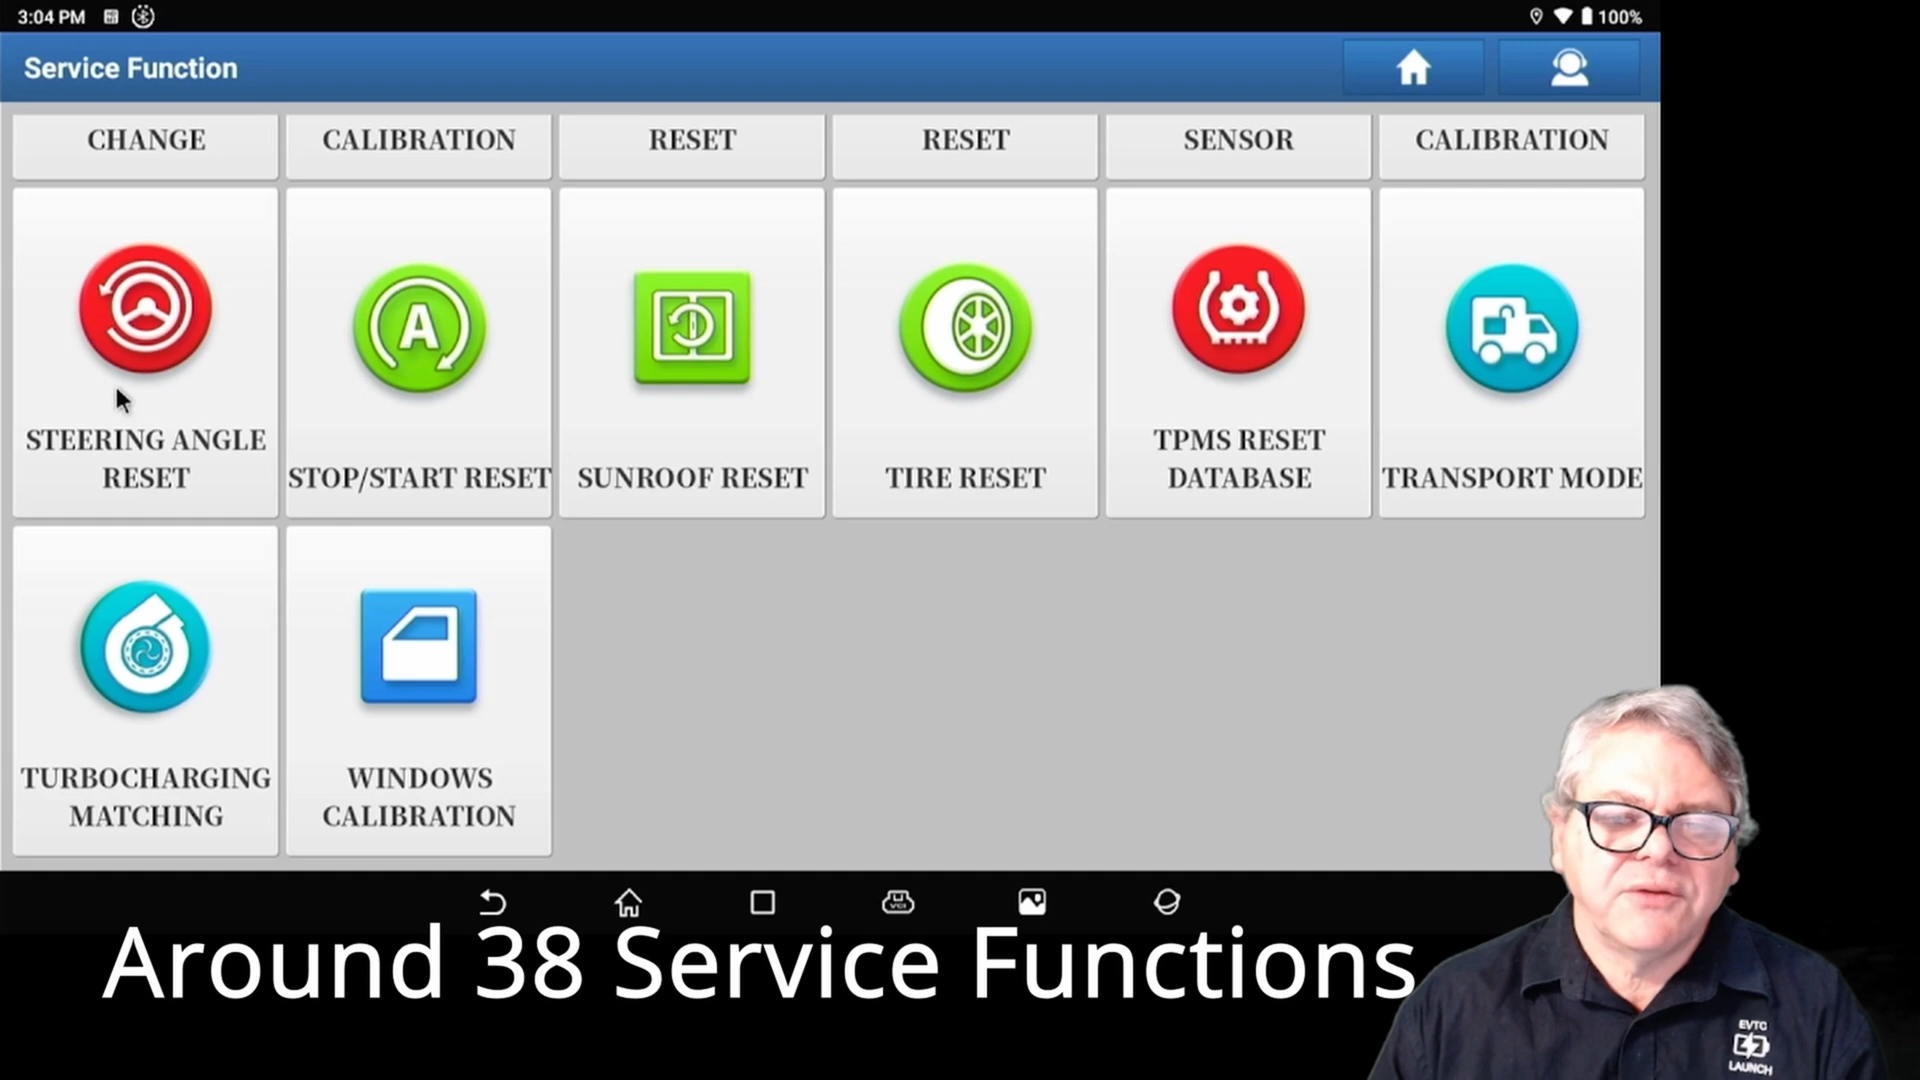 3:04 PM
100%
Service Function
CHANGE
CALIBRATION
RESET
RESET
SENSOR
CALIBRATION
STEERING ANGLE
RESET
A
STOP/START RESET
SUNROOF RESET
TIRE RESET
TPMS RESET
DATABASE
TRANSPORT MODE
TURBOCHARGING
MATCHING
WINDOWS
CALIBRATION
VCI
Around 38 Service Functions
EVTC
LAUNCH